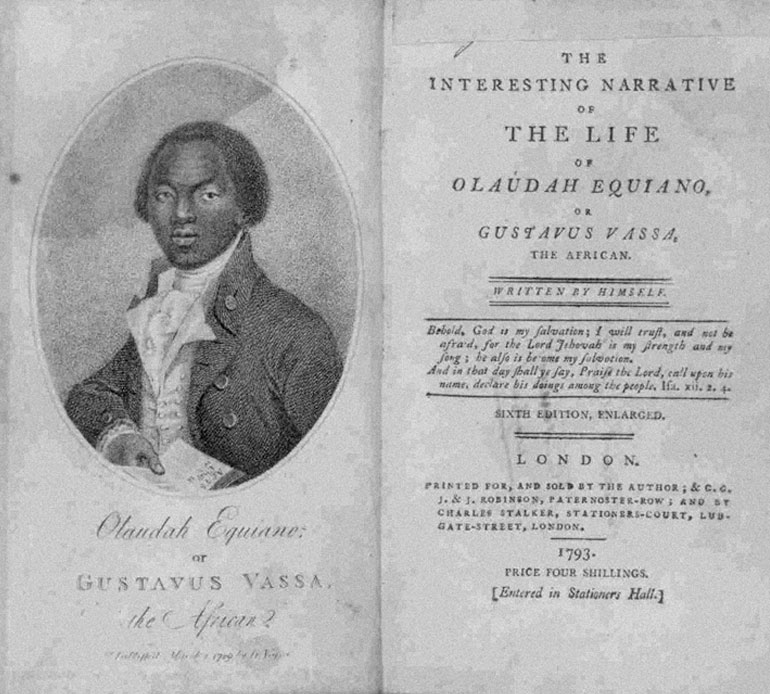 Olaudah Equiano;
or
GUSTAVUS VASSA,
the African
Published March 1 1789 by G. Vassa
THE
INTERESTING NARRATIVE
OF
THE LIFE
OF
OLAUDAH EQUIANO,
OR
GUSTAVUS VASSA,
THE AFRICAN.
WRITTEN BY HIMSELF.
Behold, God is my ſalvation; I will truſt, and not be
afraid, for the Lord Jehovah is my ſtrength and my
ſong; he alſo is become my ſalvation.
And in that day ſhall ye ſay, Praiſe the Lord, call upon his
name, declare his doings among the people. Iſa. xii. 2. 4.
SIXTH EDITION, ENLARGED.
LONDON.
PRINTED FOR, AND SOLD BY THE AUTHOR; & C. G.
J. & J. ROBINSON, PATERNOSTER-ROW; AND BY
CHARLES STALKER, STATIONERS-COURT, LUD-
GATE-STREET, LONDON.
1793.
PRICE FOUR SHILLINGS.
[Entered in Stationers Hall.]